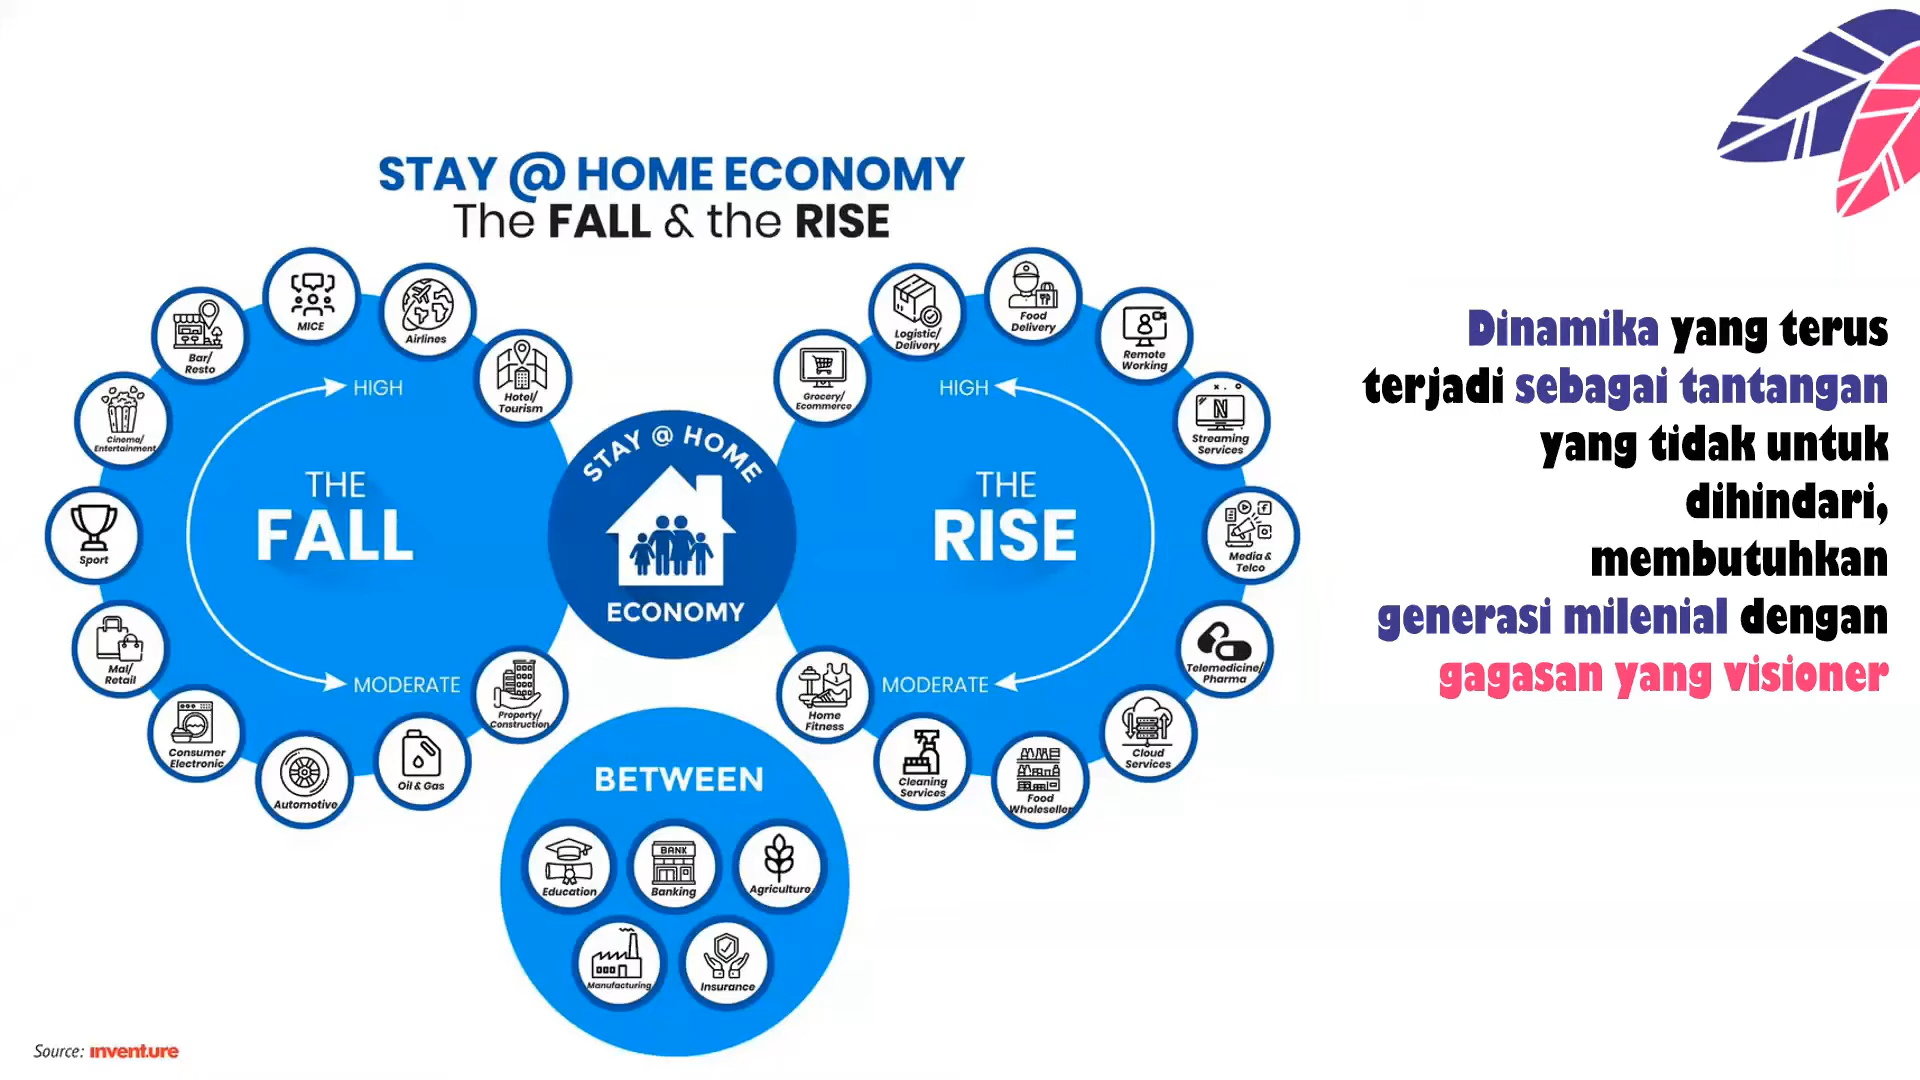 STAY @ HOME ECONOMY
The FALL & the RISE
MICE
Airlines
Bar/
Resto
Hotel/
Tourism
Cinema/
Entertainment
Sport
Mal/
Retail
Consumer
Electronic
Automotive
Oil & Gas
Property/
Construction
HIGH
THE
FALL
MODERATE
STAY @ HOME
ECONOMY
Grocery/
Ecommerce
Logistic/
Delivery
Food
Delivery
Remote
Working
N
Streaming
Services
Media &
Telco
Telemedicine/
Pharma
Cloud
Services
Food
Wholeseller
Cleaning
Services
Home
Fitness
HIGH
THE
RISE
MODERATE
BETWEEN
Education
BANK
Banking
Agriculture
Manufacturing
Insurance
Dinamika yang terus
terjadi sebagai tantangan
yang tidak untuk
dihindari,
membutuhkan
generasi milenial dengan
gagasan yang visioner
Source: inventure